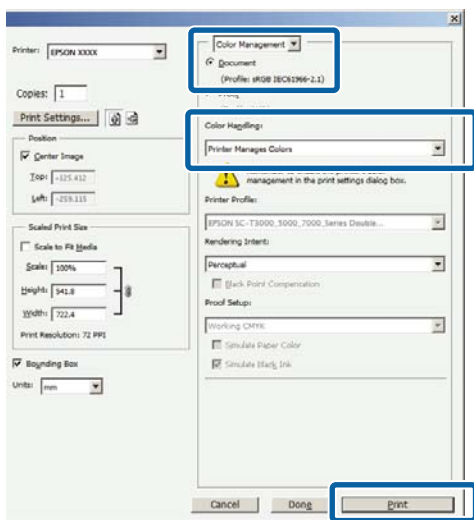 Printer: EPSON XXXX
Copies: 1
Print Settings...
Position
Center Image
Top: -125.412
Left: -259.115
Scaled Print Size
Scale to Fit Media
Scale: 100%
Height: 541.8
Width: 722.4
Print Resolution: 72 PPI
Bounding Box
Units: mm
Color Management
Document
(Profile: sRGB IEC61966-2.1)
Color Handling:
Printer Manages Colors
management in the print settings dialog box.
Printer Profile:
EPSON SC-T3000_5000_7000_Series Double...
Rendering Intent:
Perceptual
Black Point Compensation
Proof Setup:
Working CMYK
Simulate Paper Color
Simulate Black Ink
Cancel
Done
Print